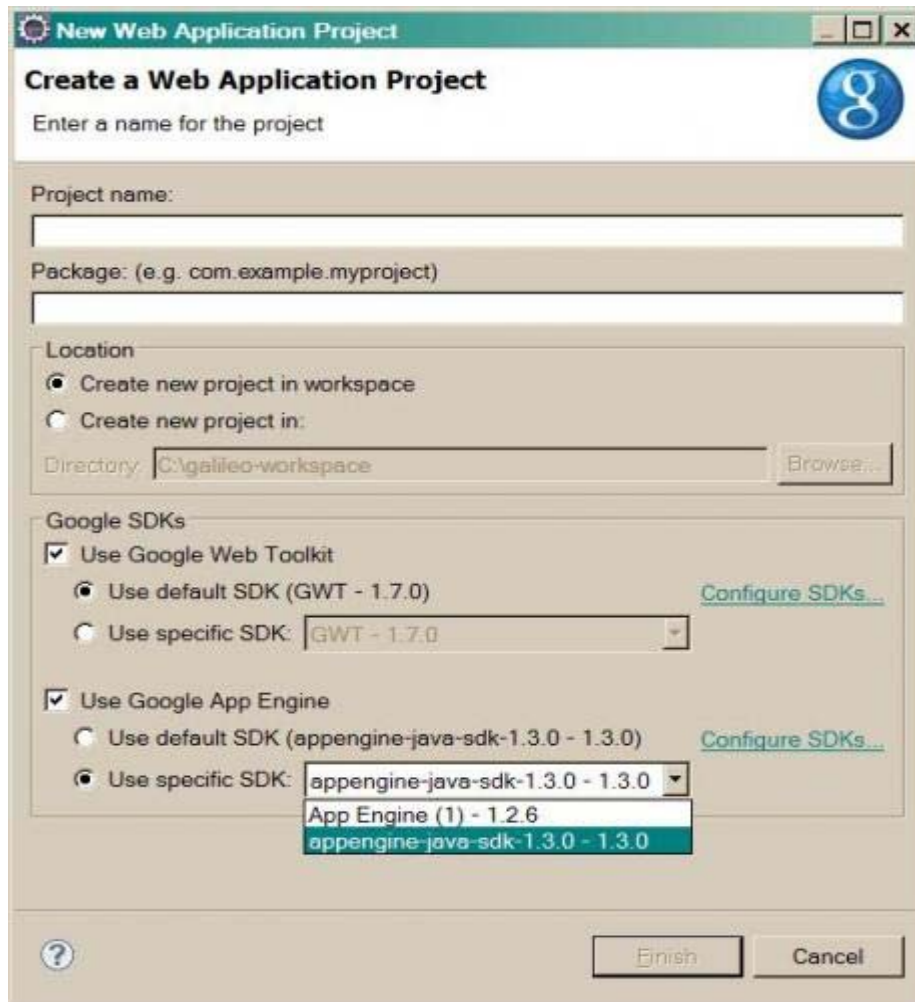 New Web Application Project
Create a Web Application Project
Enter a name for the project
Project name:
Package: (e.g. com.example.myproject)
Location
Create new project in workspace
Create new project in:
Directory: C:\galileo-workspace Browse...
Google SDKs
Use Google Web Toolkit
Use default SDK (GWT - 1.7.0) Configure SDKs...
Use specific SDK: GWT - 1.7.0
Use Google App Engine
Use default SDK (appengine-java-sdk-1.3.0 - 1.3.0) Configure SDKs...
Use specific SDK: appengine-java-sdk-1.3.0 - 1.3.0
App Engine (1) - 1.2.6
appengine-java-sdk-1.3.0 - 1.3.0
? Finish Cancel